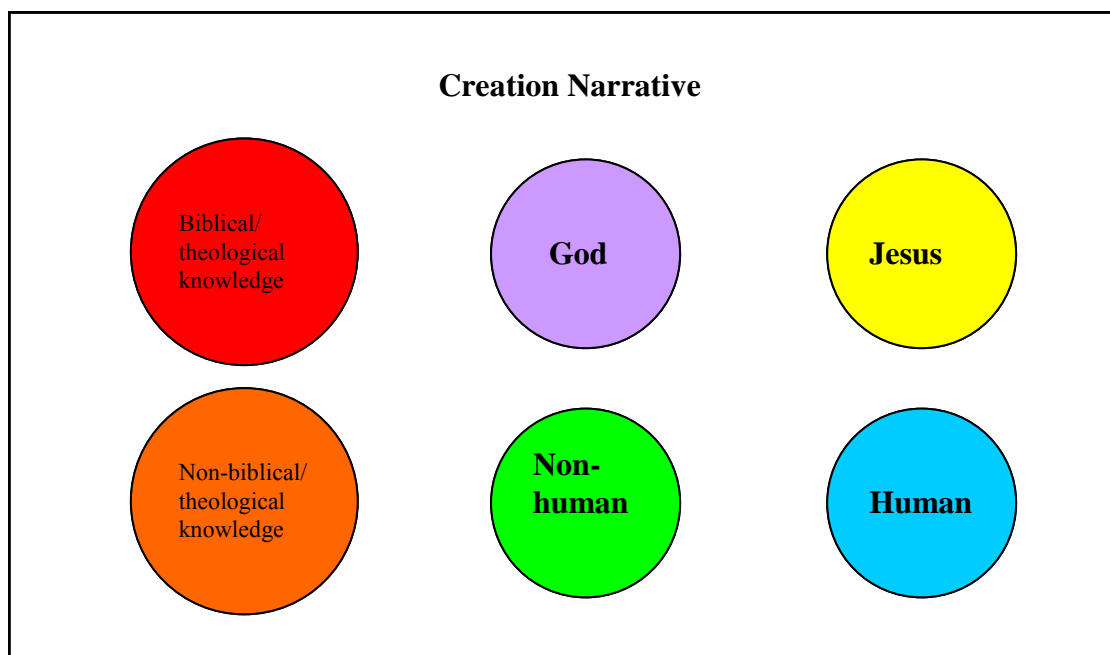 Creation Narrative
Biblical/
theological
knowledge
God
Jesus
Non-biblical/
theological
knowledge
Non-
human
Human